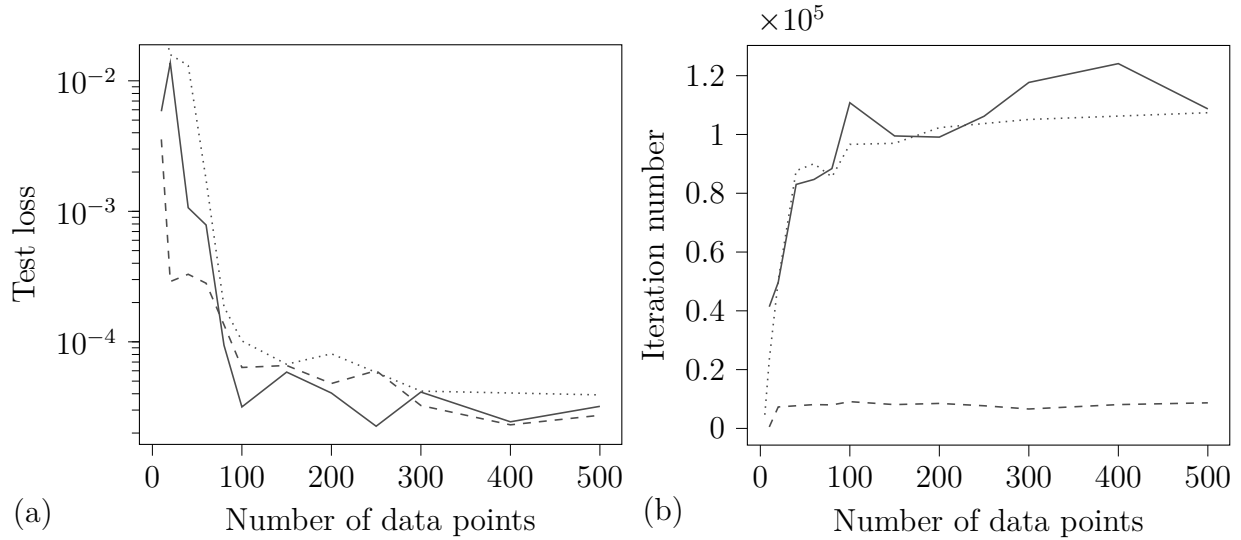 ×10⁵
10⁻²
10⁻³
10⁻⁴
Test loss
0 100 200 300 400 500
Number of data points
(a)
1.2
1
0.8
0.6
0.4
0.2
0
Iteration number
0 100 200 300 400 500
Number of data points
(b)